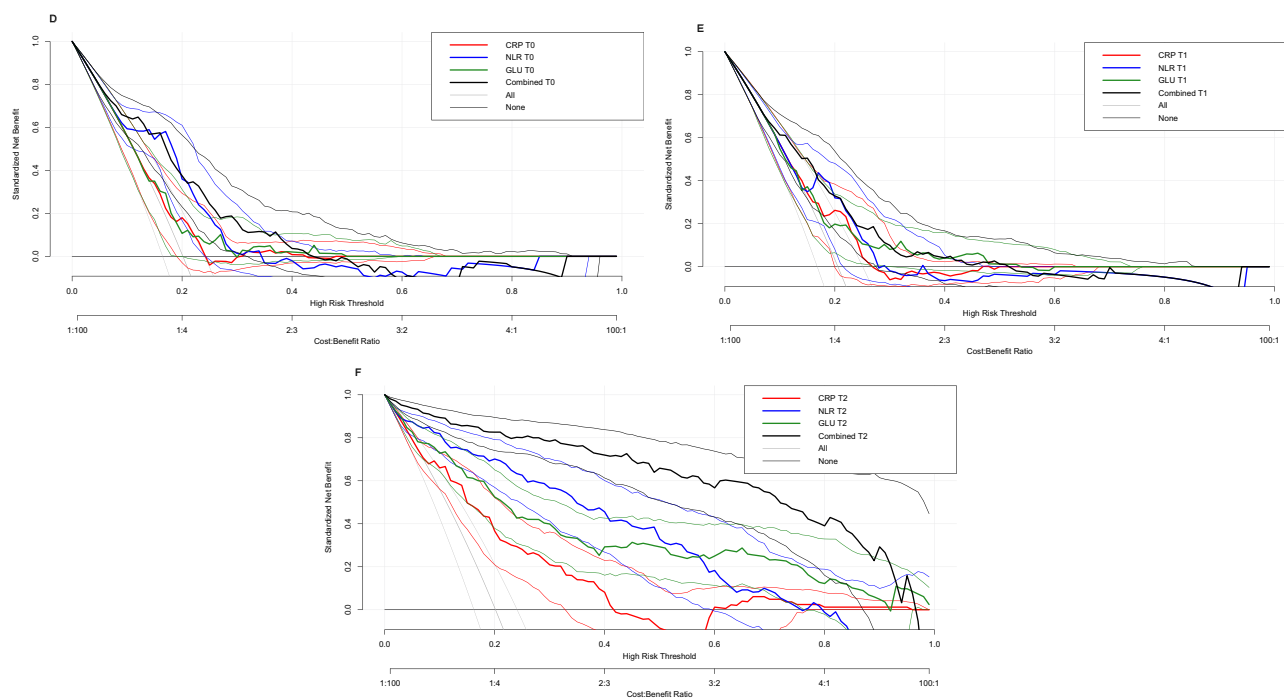 D
CRP T0
NLR T0
GLU T0
Combined T0
All
None
Standardized Net Benefit
1.0
0.8
0.6
0.4
0.2
0.0
0.0 0.2 0.4 0.6 0.8 1.0
High Risk Threshold
1:100 1:4 2:3 3:2 4:1 100:1
Cost:Benefit Ratio
E
CRP T1
NLR T1
GLU T1
Combined T1
All
None
Standardized Net Benefit
1.0
0.8
0.6
0.4
0.2
0.0
0.0 0.2 0.4 0.6 0.8 1.0
High Risk Threshold
1:100 1:4 2:3 3:2 4:1 100:1
Cost:Benefit Ratio
F
CRP T2
NLR T2
GLU T2
Combined T2
All
None
Standardized Net Benefit
1.0
0.8
0.6
0.4
0.2
0.0
0.0 0.2 0.4 0.6 0.8 1.0
High Risk Threshold
1:100 1:4 2:3 3:2 4:1 100:1
Cost:Benefit Ratio